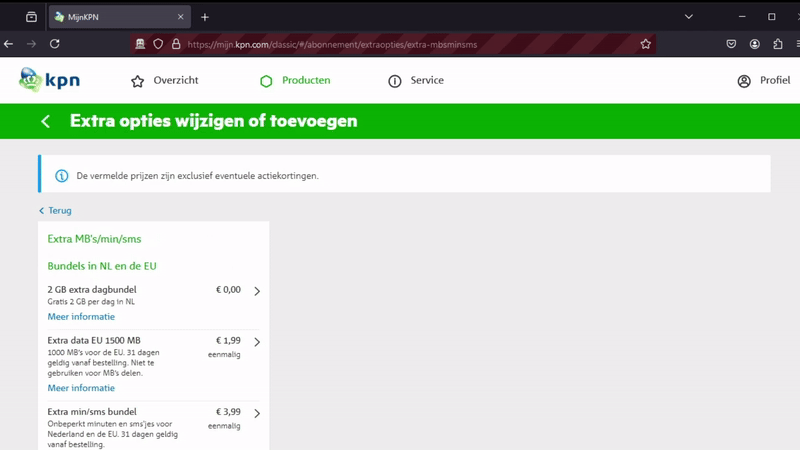 MijnKPN
https://mijn.kpn.com/classic/#/abonnement/extraopties/extra-mbsminsms
kpn
Overzicht
Producten
Service
Profiel
Extra opties wijzigen of toevoegen
De vermelde prijzen zijn exclusief eventuele actiekortingen.
Terug
Extra MB's/min/sms
Bundels in NL en de EU
2 GB extra dagbundel € 0,00
Gratis 2 GB per dag in NL
Meer informatie
Extra data EU 1500 MB € 1,99
1000 MB's voor de EU. 31 dagen eenmalig
geldig vanaf bestelling. Niet te
gebruiken voor MB's delen.
Meer informatie
Extra min/sms bundel € 3,99
Onbeperkt minuten en sms'jes voor eenmalig
Nederland en de EU. 31 dagen geldig
vanaf bestelling.